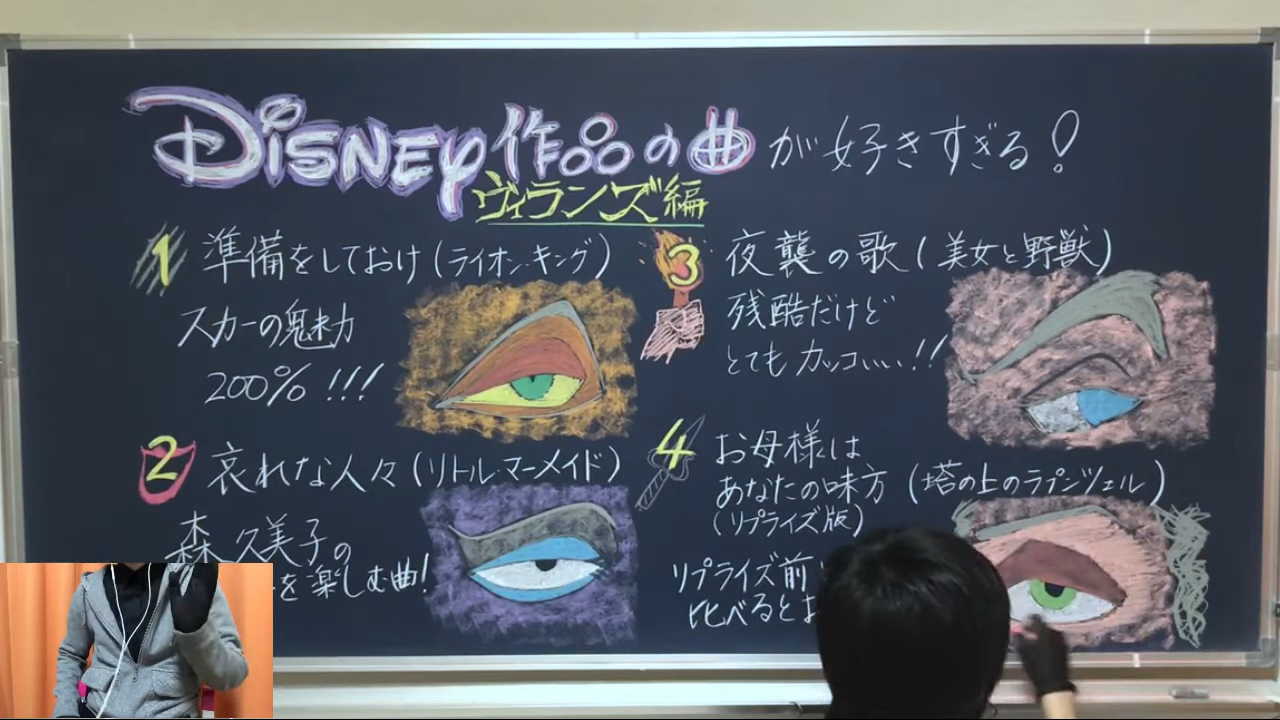 DISNEY作品の曲が好きすぎる!
ヴィランズ編
1 準備をしておけ(ライオン・キング)
スカーの魅力
200% !!!
2 哀れな人々(リトル・マーメイド)
森久美子の
を楽しむ曲!
3 夜襲の歌(美女と野獣)
残酷だけど
とてもカッコいい!!
4 お母様は
あなたの味方(塔の上のラプンツェル)
(リプライズ版)
リプライズ前
比べるとお